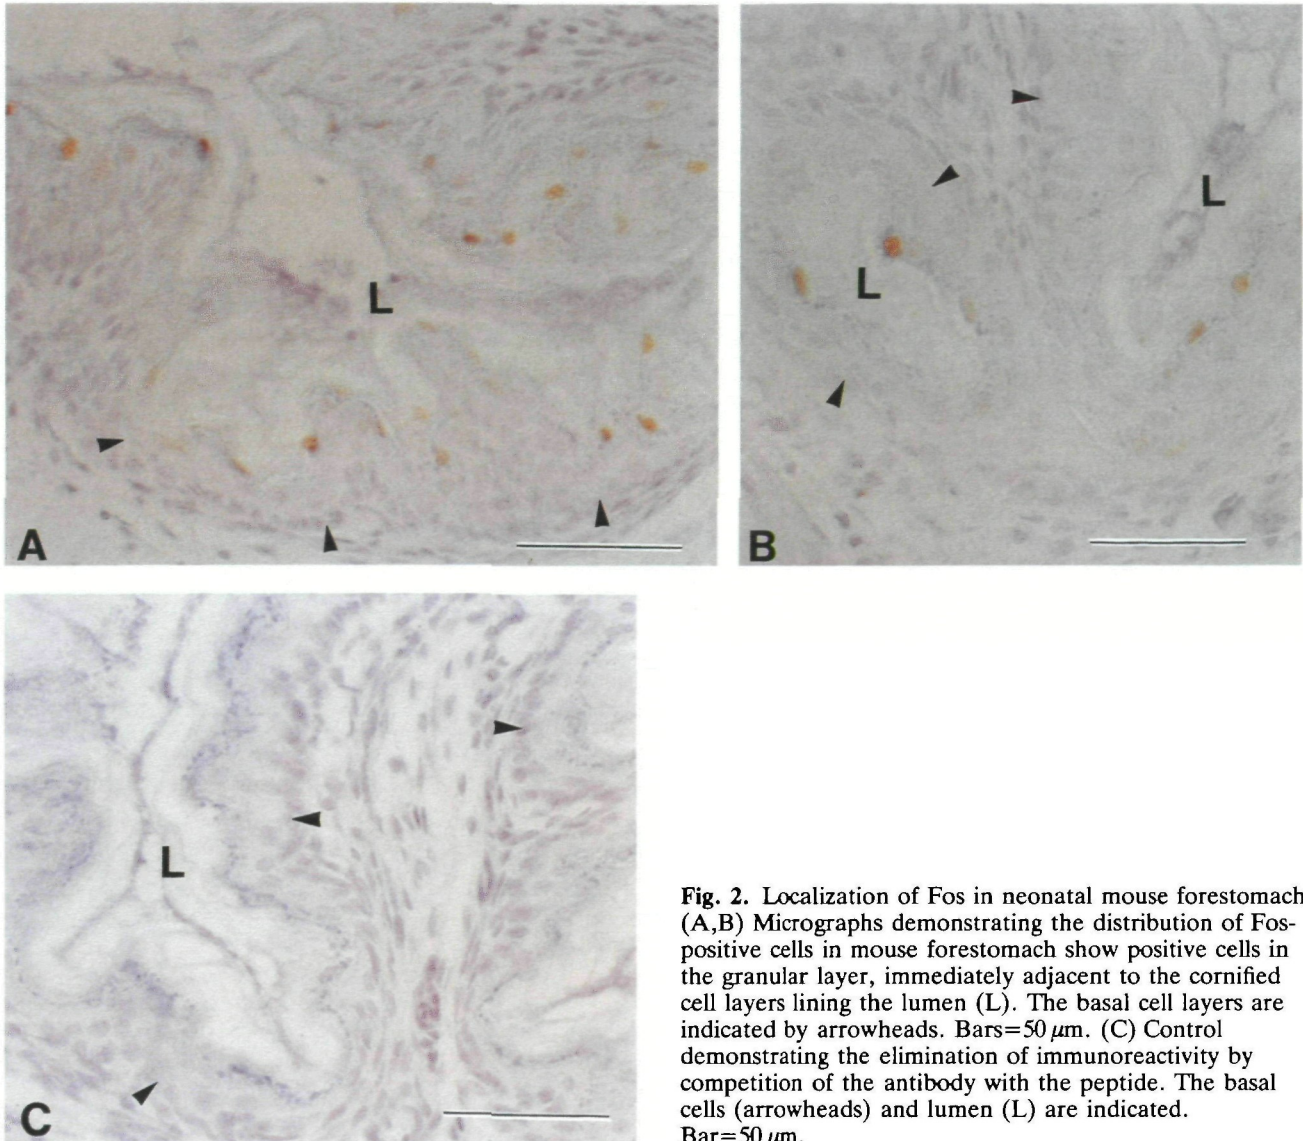 L
A
L
L
B
L
C
Fig. 2. Localization of Fos in neonatal mouse forestomach
(A,B) Micrographs demonstrating the distribution of Fos-
positive cells in mouse forestomach show positive cells in
the granular layer, immediately adjacent to the cornified
cell layers lining the lumen (L). The basal cell layers are
indicated by arrowheads. Bars=50 μm. (C) Control
demonstrating the elimination of immunoreactivity by
competition of the antibody with the peptide. The basal
cells (arrowheads) and lumen (L) are indicated.
Bar=50 μm.